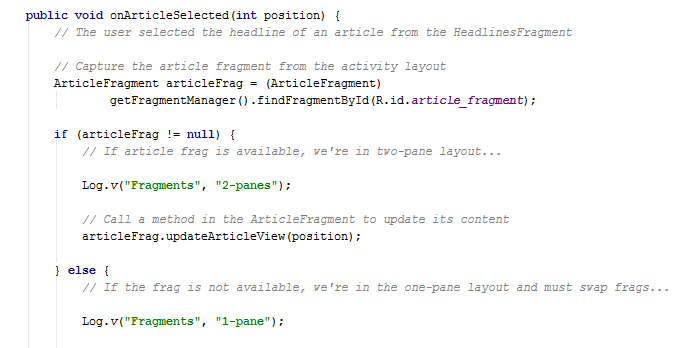 public void onArticleSelected(int position) {
// The user selected the headline of an article from the HeadlinesFragment
// Capture the article fragment from the activity layout
ArticleFragment articleFrag = (ArticleFragment)
getFragmentManager().findFragmentById(R.id.article_fragment);
if (articleFrag != null) {
// If article frag is available, we're in two-pane layout...
Log.v("Fragments", "2-panes");
// Call a method in the ArticleFragment to update its content
articleFrag.updateArticleView(position);
} else {
// If the frag is not available, we're in the one-pane layout and must swap frags...
Log.v("Fragments", "1-pane");